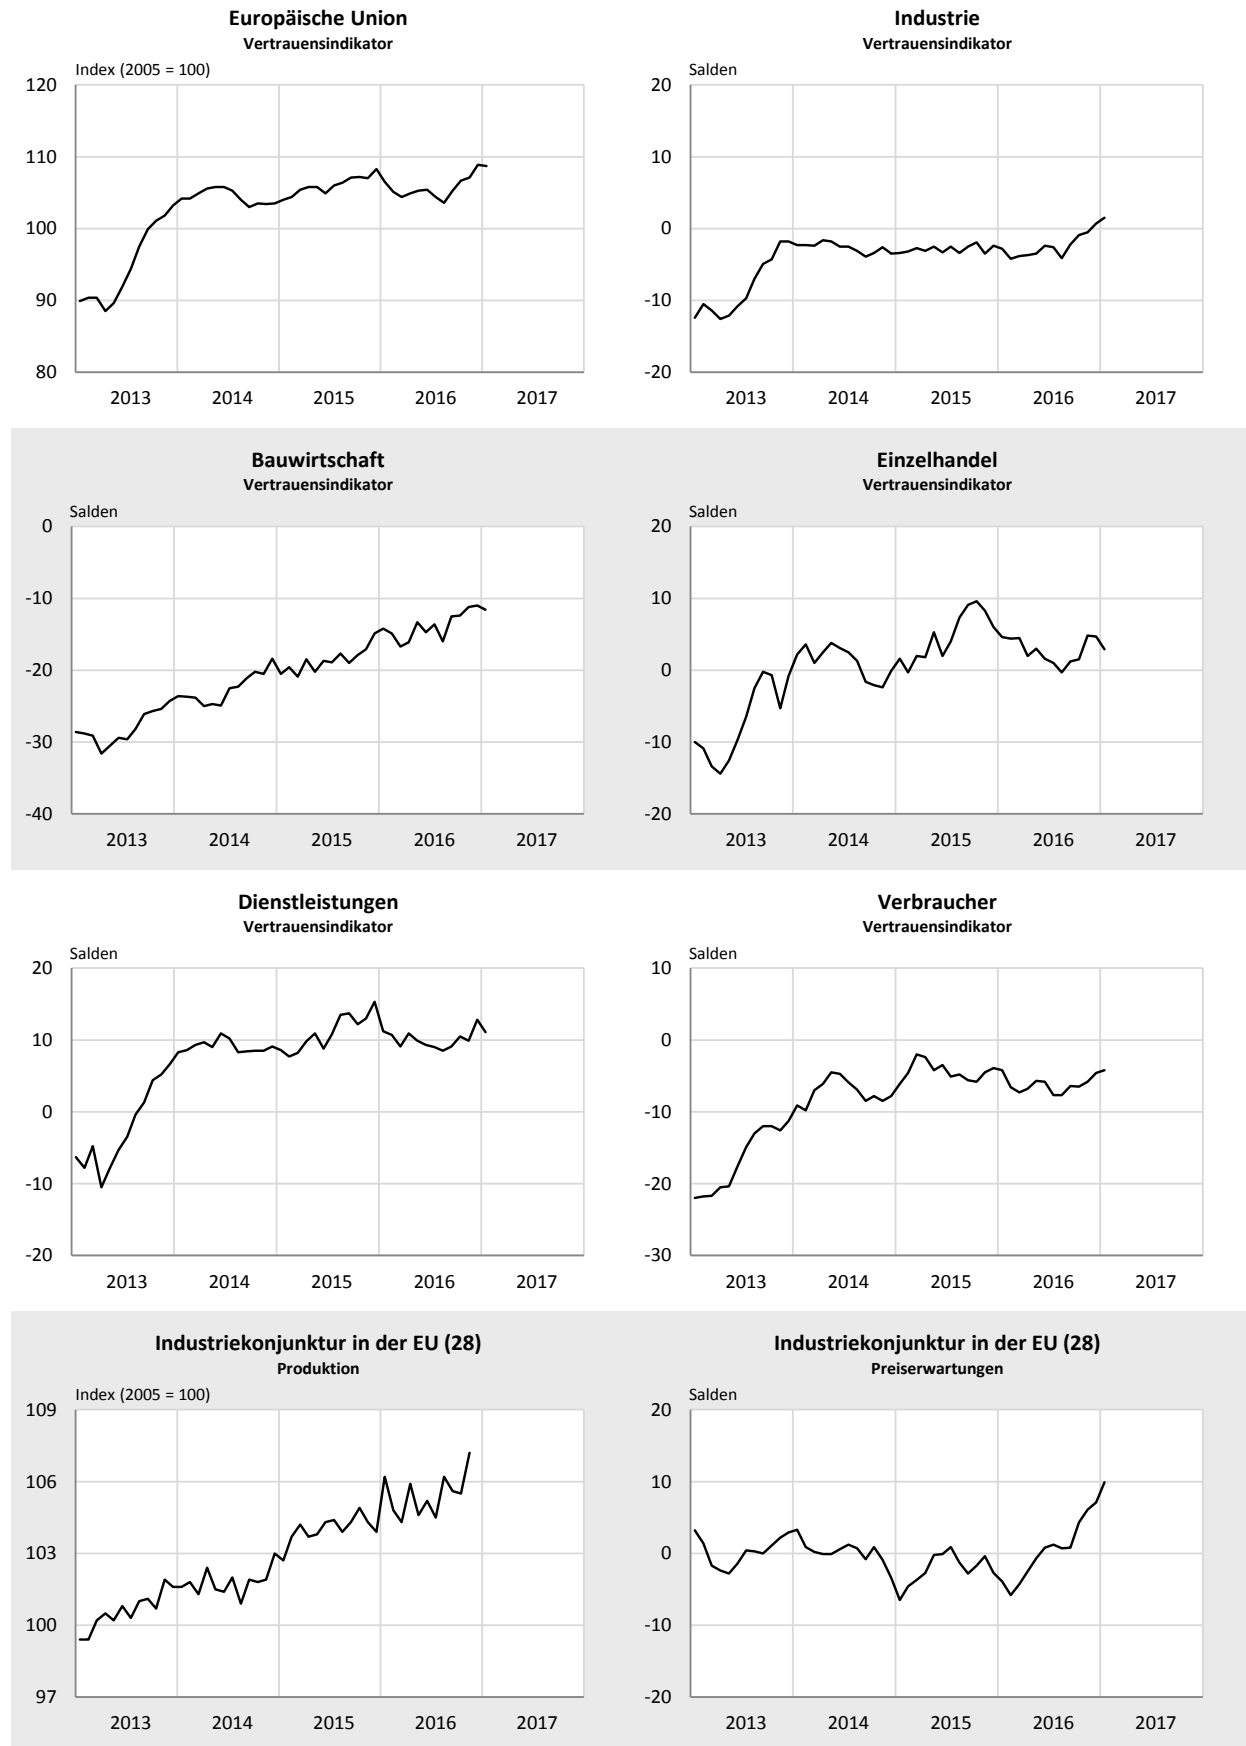 Europäische Union
Vertrauensindikator
Index (2005 = 100)
120
110
100
90
80
2013 2014 2015 2016 2017
Industrie
Vertrauensindikator
Salden
20
10
0
-10
-20
2013 2014 2015 2016 2017
Bauwirtschaft
Vertrauensindikator
Salden
0
-10
-20
-30
-40
2013 2014 2015 2016 2017
Einzelhandel
Vertrauensindikator
Salden
20
10
0
-10
-20
2013 2014 2015 2016 2017
Dienstleistungen
Vertrauensindikator
Salden
20
10
0
-10
-20
2013 2014 2015 2016 2017
Verbraucher
Vertrauensindikator
Salden
10
0
-10
-20
-30
2013 2014 2015 2016 2017
Industriekonjunktur in der EU (28)
Produktion
Index (2005 = 100)
109
106
103
100
97
2013 2014 2015 2016 2017
Industriekonjunktur in der EU (28)
Preiserwartungen
Salden
20
10
0
-10
-20
2013 2014 2015 2016 2017